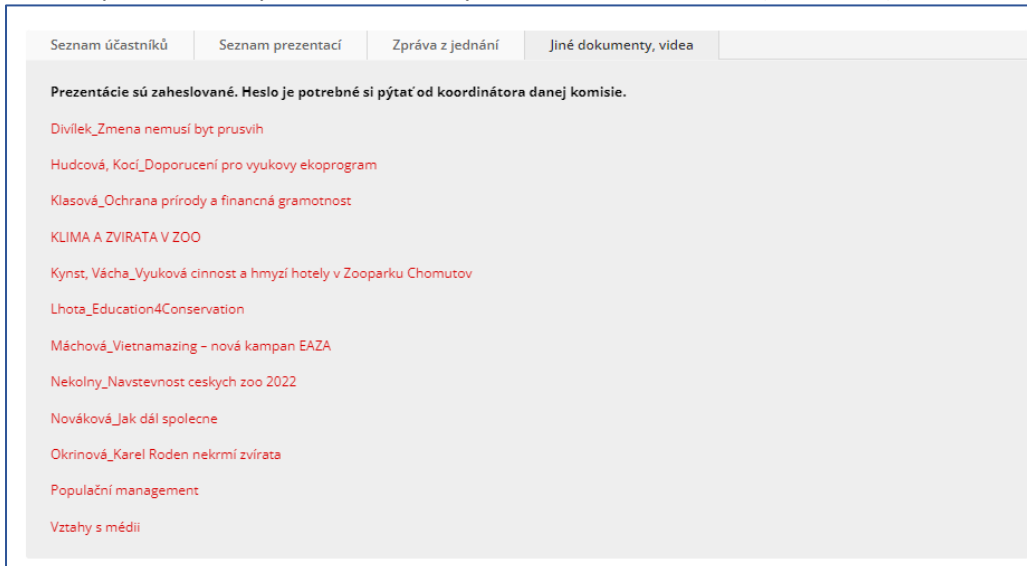 Seznam účastníků Seznam prezentací Zpráva z jednání Jiné dokumenty, videa
Prezentácie sú zaheslované. Heslo je potrebné si pýtať od koordinátora danej komisie.
Divílek_Zmena nemusí byt prusvih
Hudcová, Kocí_Doporucení pro vyukovy ekoprogram
Klasová_Ochrana prírody a financná gramotnost
KLIMA A ZVIRATA V ZOO
Kynst, Vácha_Vyuková cinnost a hmyzí hotely v Zooparku Chomutov
Lhota_Education4Conservation
Máchová_Vietnamazing – nová kampan EAZA
Nekolny_Navstevnost ceskych zoo 2022
Nováková_Jak dál spolecne
Okrinová_Karel Roden nekrmí zvírata
Populační management
Vztahy s médii